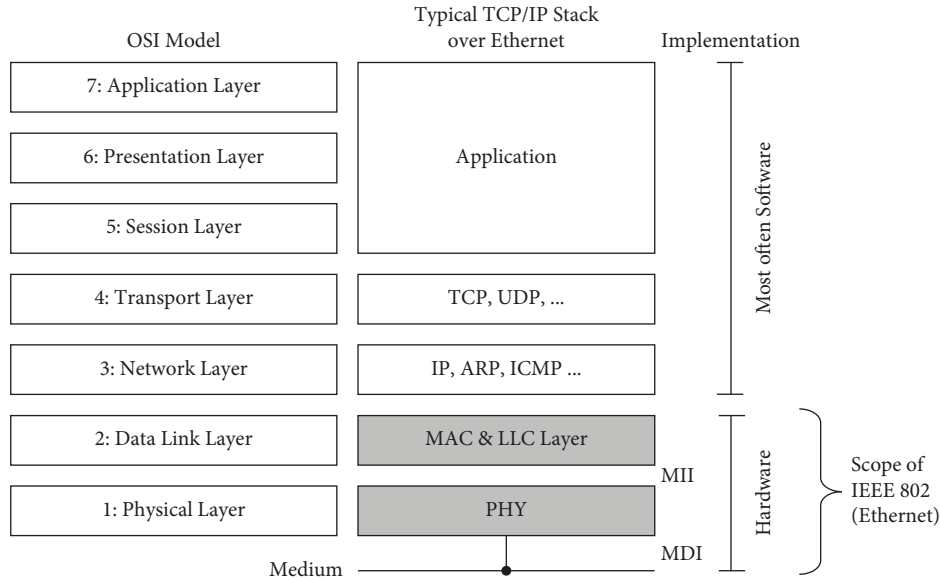 OSI Model
Typical TCP/IP Stack
over Ethernet
Implementation
7: Application Layer
6: Presentation Layer
5: Session Layer
Application
4: Transport Layer
TCP, UDP, ...
3: Network Layer
IP, ARP, ICMP ...
Most often Software
2: Data Link Layer
MAC & LLC Layer
MII
1: Physical Layer
PHY
MDI
Medium
Hardware
Scope of
IEEE 802
(Ethernet)